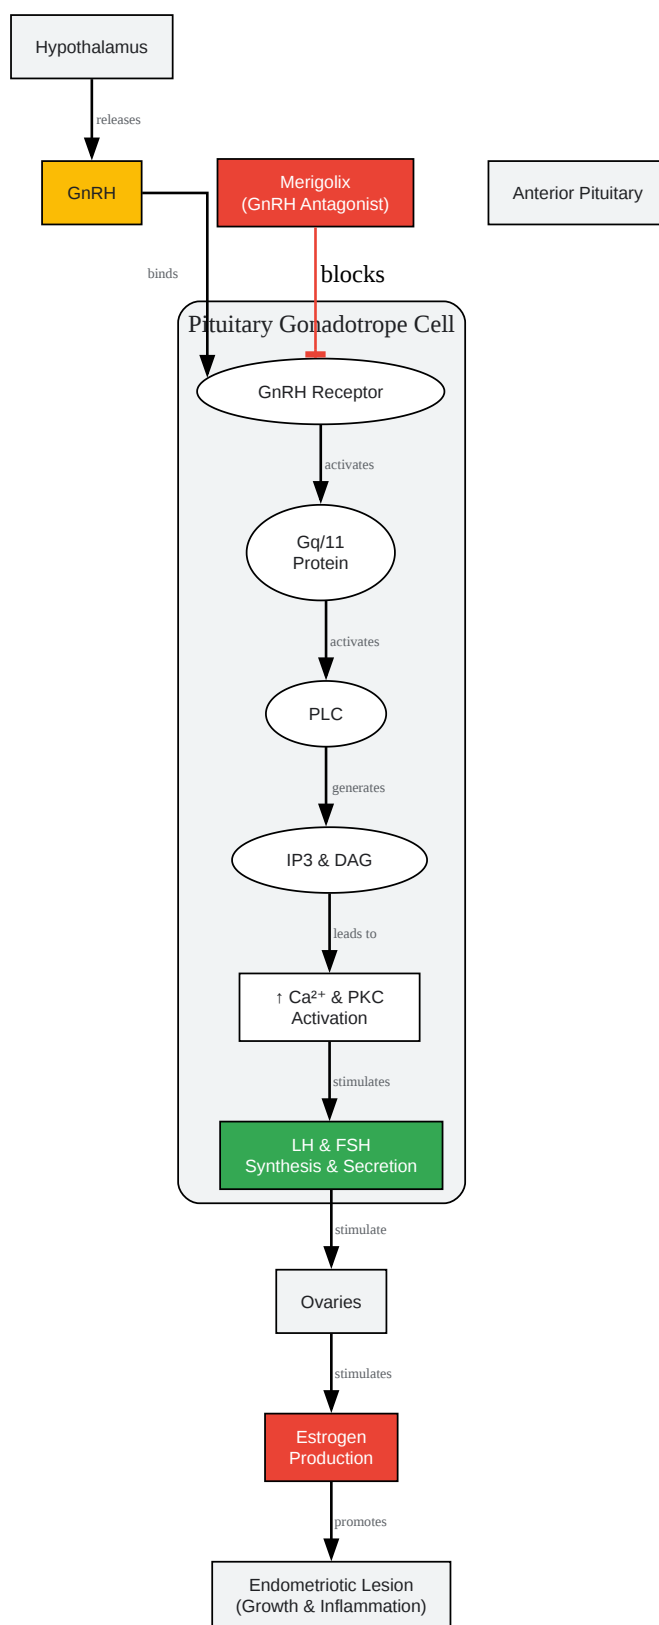 Hypothalamus
releases
GnRH
Merigolix
(GnRH Antagonist)
Anterior Pituitary
binds
blocks
Pituitary Gonadotrope Cell
GnRH Receptor
activates
Gq/11
Protein
activates
PLC
generates
IP3 & DAG
leads to
↑ Ca²⁺ & PKC
Activation
stimulates
LH & FSH
Synthesis & Secretion
stimulate
Ovaries
stimulates
Estrogen
Production
promotes
Endometriotic Lesion
(Growth & Inflammation)